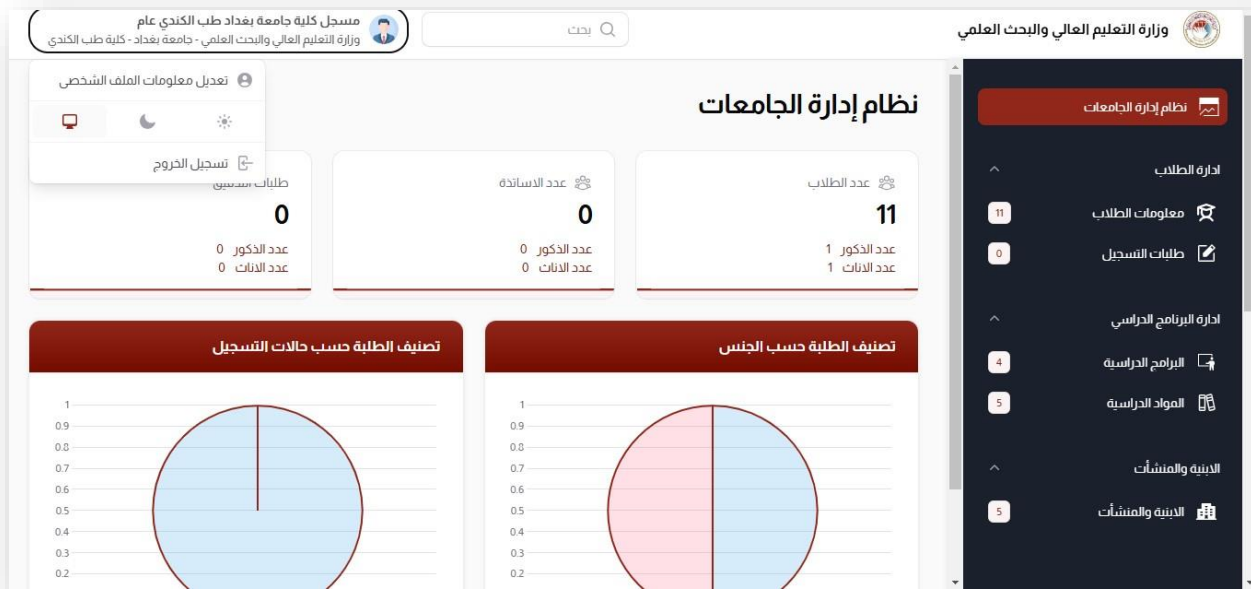 وزارة التعليم العالي والبحث العلمي
بحث
مسجل كلية جامعة بغداد طب الكندي عام
وزارة التعليم العالي والبحث العلمي - جامعة بغداد - كلية طب الكندي
تعديل معلومات الملف الشخصي
تسجيل الخروج
نظام إدارة الجامعات
ادارة الطلاب
معلومات الطلاب 11
طلبات التسجيل 0
ادارة البرنامج الدراسي
البرامج الدراسية 4
المواد الدراسية 5
الابنية والمنشأت
الابنية والمنشأت 5
نظام إدارة الجامعات
عدد الطلاب
11
عدد الذكور 1
عدد الاناث 1
عدد الاساتذة
0
عدد الذكور 0
عدد الاناث 0
طلبات
0
عدد الذكور 0
عدد الاناث 0
تصنيف الطلبة حسب الجنس
1
0.9
0.8
0.7
0.6
0.5
0.4
0.3
0.2
تصنيف الطلبة حسب حالات التسجيل
1
0.9
0.8
0.7
0.6
0.5
0.4
0.3
0.2